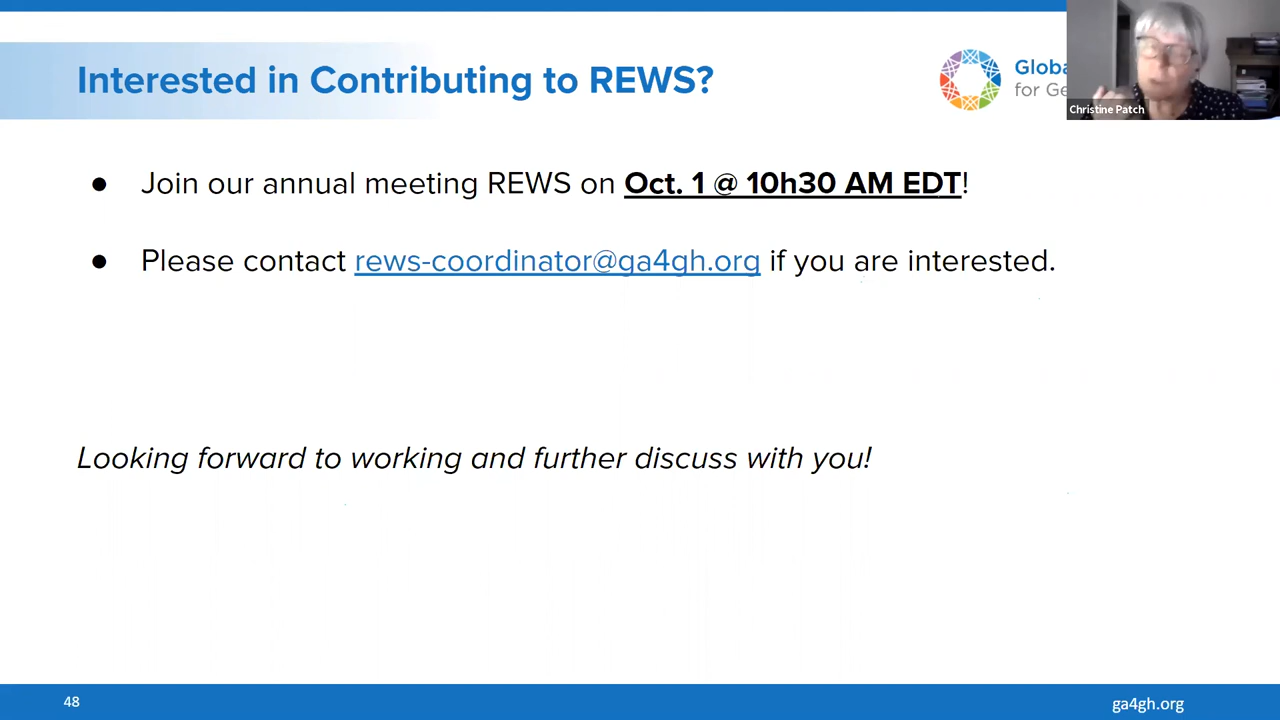 Interested in Contributing to REWS?
Globa
for Ge
Christine Patch
● Join our annual meeting REWS on Oct. 1 @ 10h30 AM EDT!
● Please contact rews-coordinator@ga4gh.org if you are interested.
Looking forward to working and further discuss with you!
48
ga4gh.org